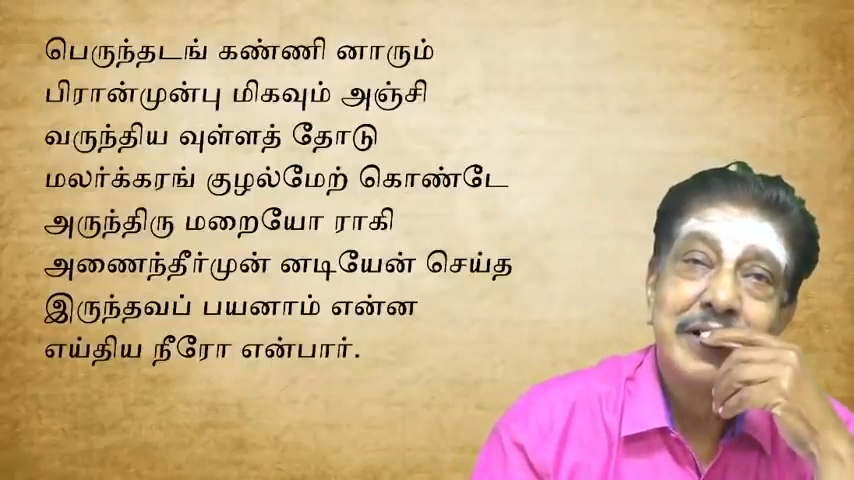 பெருந்தடங் கண்ணி னாரும்
பிரான்முன்பு மிகவும் அஞ்சி
வருந்திய வுள்ளத் தோடு
மலர்க்கரங் குழல்மேற் கொண்டே
அருந்திரு மறையோ ராகி
அணைந்தீர்முன் னடியேன் செய்த
இருந்தவப் பயனாம் என்ன
எய்திய நீரோ என்பார்.